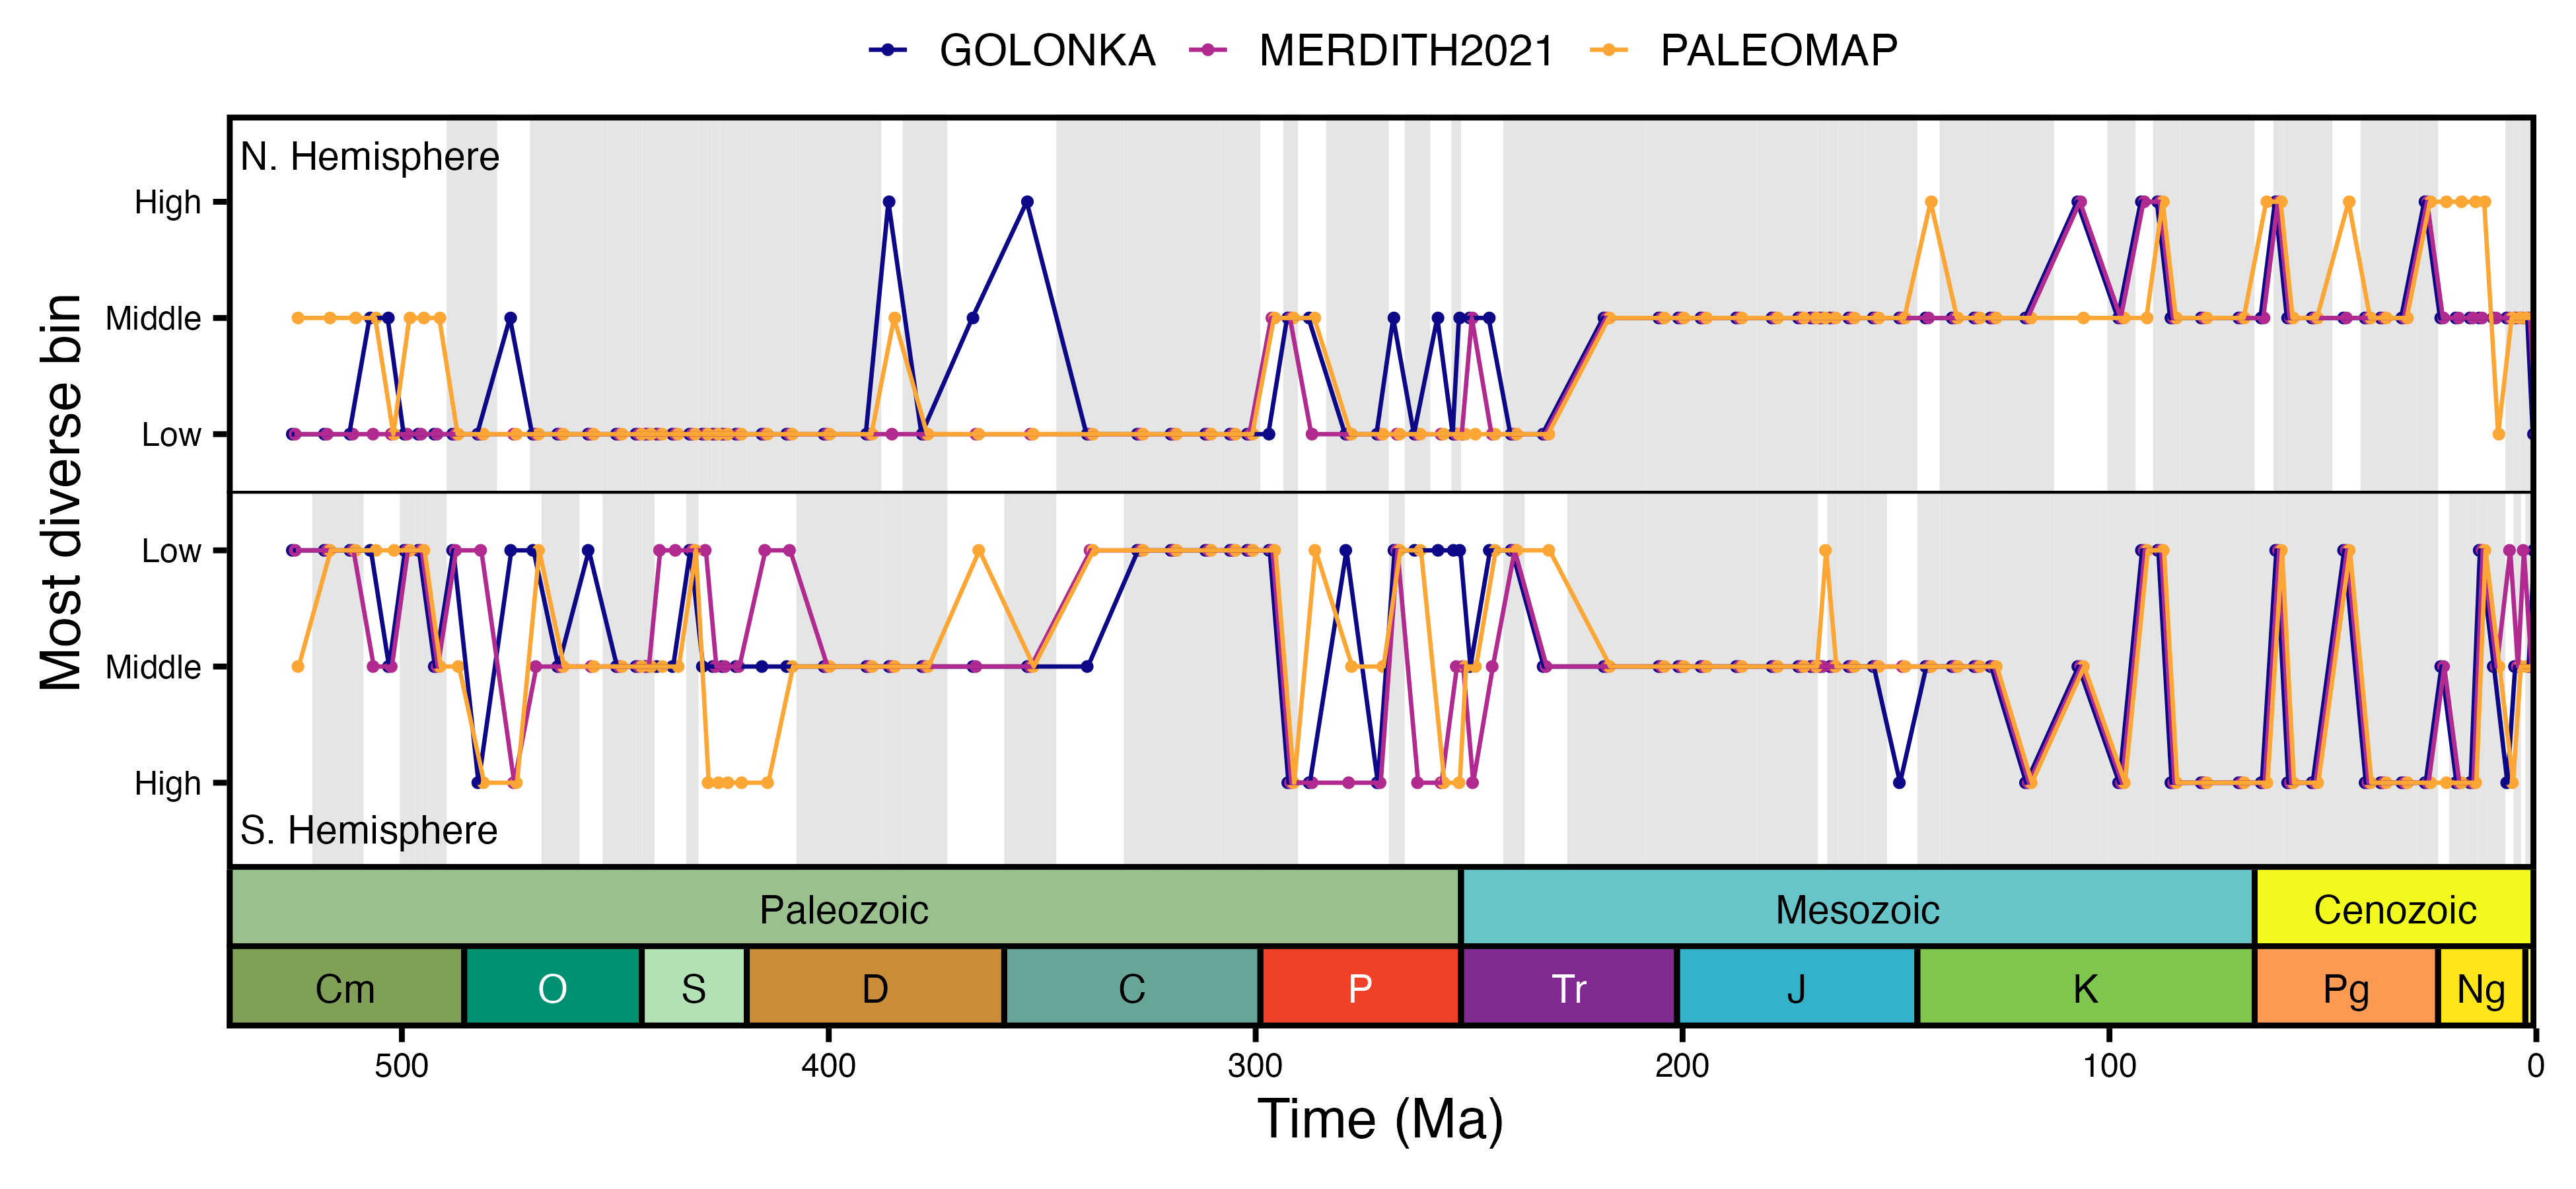 GOLONKA MERDITH2021 PALEOMAP
Most diverse bin
N. Hemisphere
High
Middle
Low
Low
Middle
High
S. Hemisphere
Paleozoic Mesozoic Cenozoic
Cm O S D C P Tr J K Pg Ng
500 400 300 200 100 0
Time (Ma)